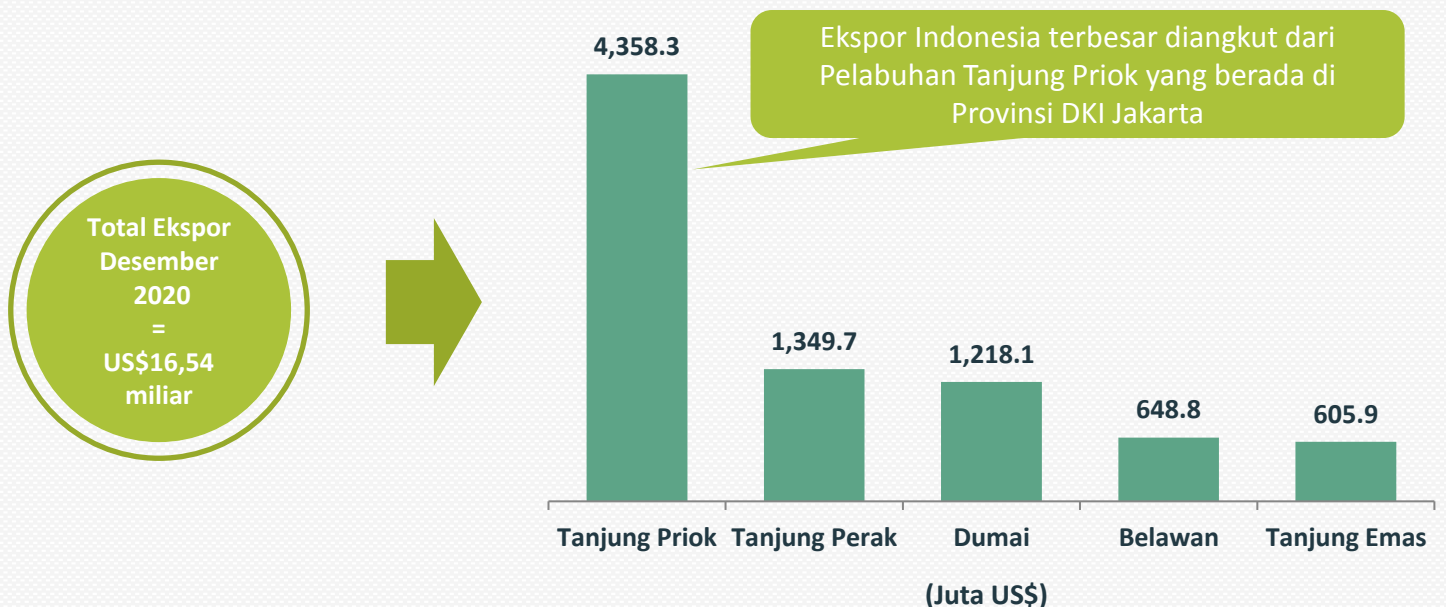 Total Ekspor
Desember
2020
=
US$16,54
miliar
Ekspor Indonesia terbesar diangkut dari
Pelabuhan Tanjung Priok yang berada di
Provinsi DKI Jakarta
4,358.3
1,349.7
1,218.1
648.8
605.9
Tanjung Priok
Tanjung Perak
Dumai
Belawan
Tanjung Emas
(Juta US$)